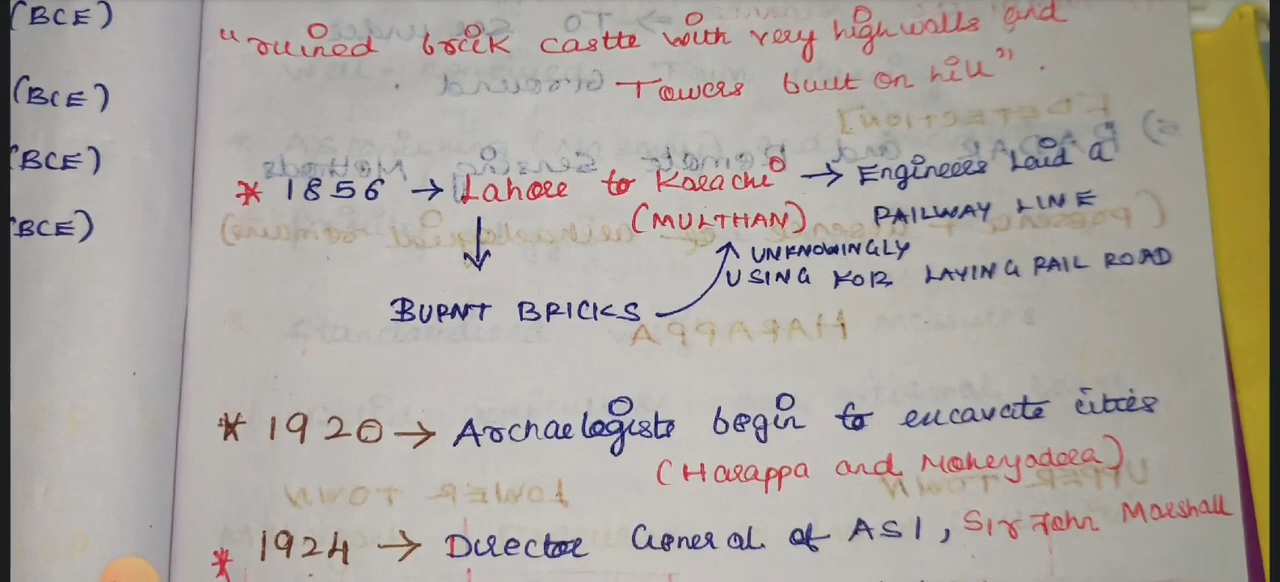 (BCE)
(BCE)
(BCE)
(BCE)
"ruined brick castte with very high walls and
Towers built on hill".
* 1856 → Lahore to Karachi → Engineers Laid a
(MULTHAN) RAILWAY LINE
↓ ↑ UNKNOWINGLY
USING FOR LAYING RAIL ROAD
BURNT BRICKS
* 1920 → Archaelogists begin to excavate cities
(Harappa and Mohenjadera)
* 1924 → Director General of ASI, Sir John Marshall